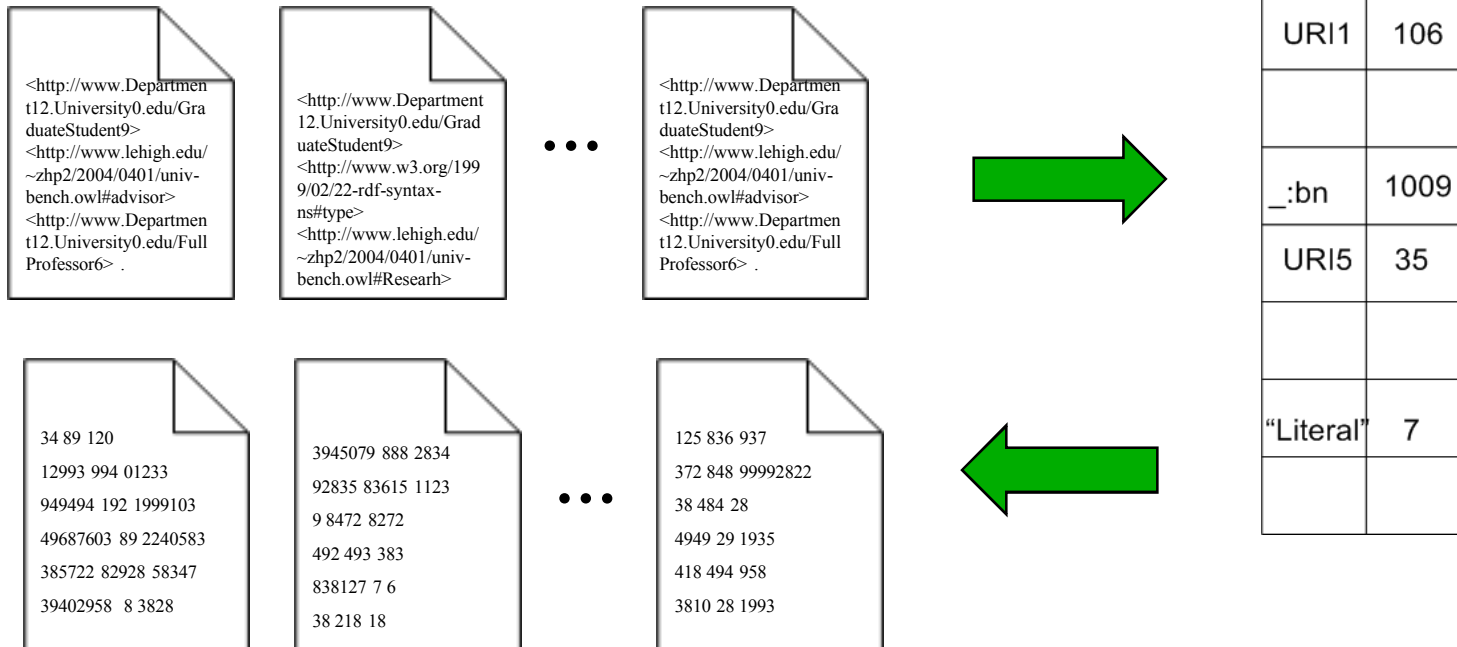 <http://www.Departmen
t12.University0.edu/Gra
duateStudent9>
<http://www.lehigh.edu/
~zhp2/2004/0401/univ-
bench.owl#advisor>
<http://www.Departmen
t12.University0.edu/Full
Professor6> .
<http://www.Department
12.University0.edu/Grad
uateStudent9>
<http://www.w3.org/199
9/02/22-rdf-syntax-
ns#type>
<http://www.lehigh.edu/
~zhp2/2004/0401/univ-
bench.owl#Researh>
•••
<http://www.Departmen
t12.University0.edu/Gra
duateStudent9>
<http://www.lehigh.edu/
~zhp2/2004/0401/univ-
bench.owl#advisor>
<http://www.Departmen
t12.University0.edu/Full
Professor6> .
URI1 106
_:bn 1009
URI5 35
“Literal” 7
34 89 120
12993 994 01233
949494 192 1999103
49687603 89 2240583
385722 82928 58347
39402958 8 3828
3945079 888 2834
92835 83615 1123
9 8472 8272
492 493 383
838127 7 6
38 218 18
•••
125 836 937
372 848 99992822
38 484 28
4949 29 1935
418 494 958
3810 28 1993